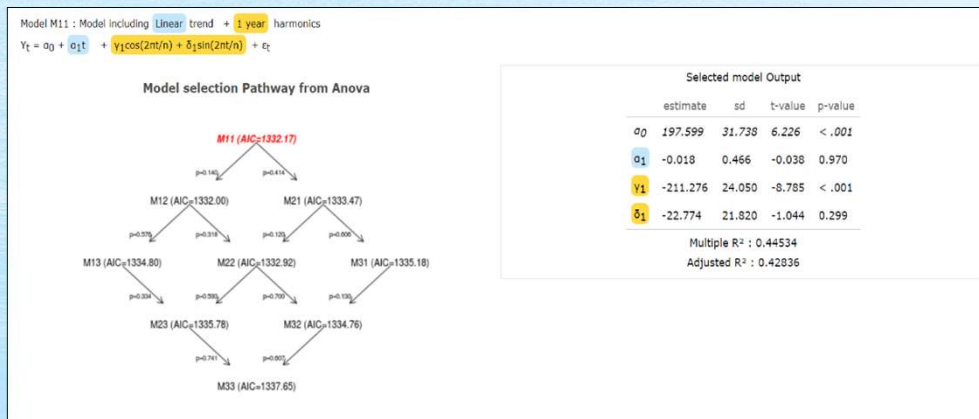 Model M11 : Model including Linear trend + 1 year harmonics
Yt = α0 + α1t + γ1cos(2πt/n) + δ1sin(2πt/n) + εt
Model selection Pathway from Anova
M11 (AIC=1332.17)
p=0.140 p=0.414
M12 (AIC=1332.00) M21 (AIC=1333.47)
p=0.576 p=0.316 p=0.120 p=0.606
M13 (AIC=1334.80) M22 (AIC=1332.92) M31 (AIC=1335.18)
p=0.334 p=0.593 p=0.700 p=0.130
M23 (AIC=1335.78) M32 (AIC=1334.76)
p=0.741 p=0.607
M33 (AIC=1337.65)
Selected model Output
estimate sd t-value p-value
α0 197.599 31.738 6.226 < .001
α1 -0.018 0.466 -0.038 0.970
γ1 -211.276 24.050 -8.785 < .001
δ1 -22.774 21.820 -1.044 0.299
Multiple R² : 0.44534
Adjusted R² : 0.42836